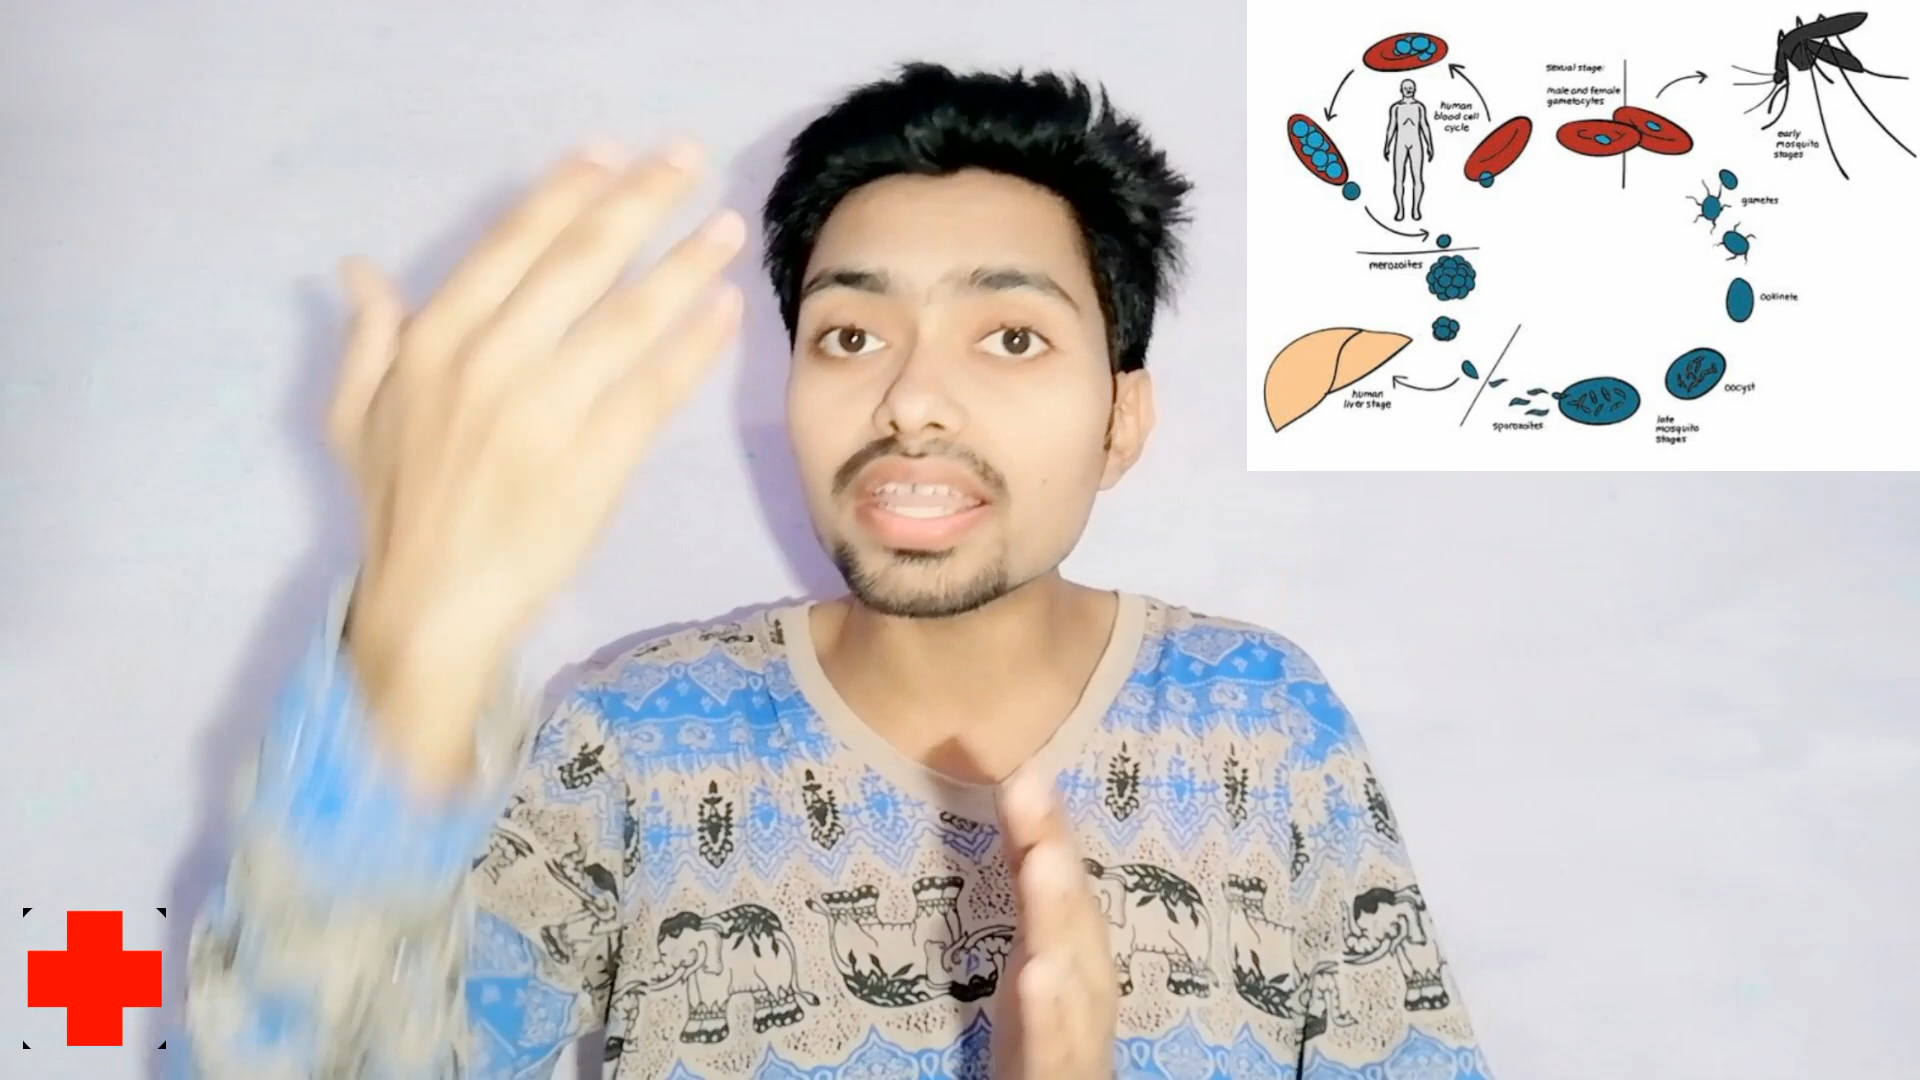 sexual stage:
male and female
gametocytes
human
blood cell
cycle
early
mosquito
stages
gametes
merozoites
ookinete
oocyst
human
liver stage
sporozoites
late
mosquito
stages